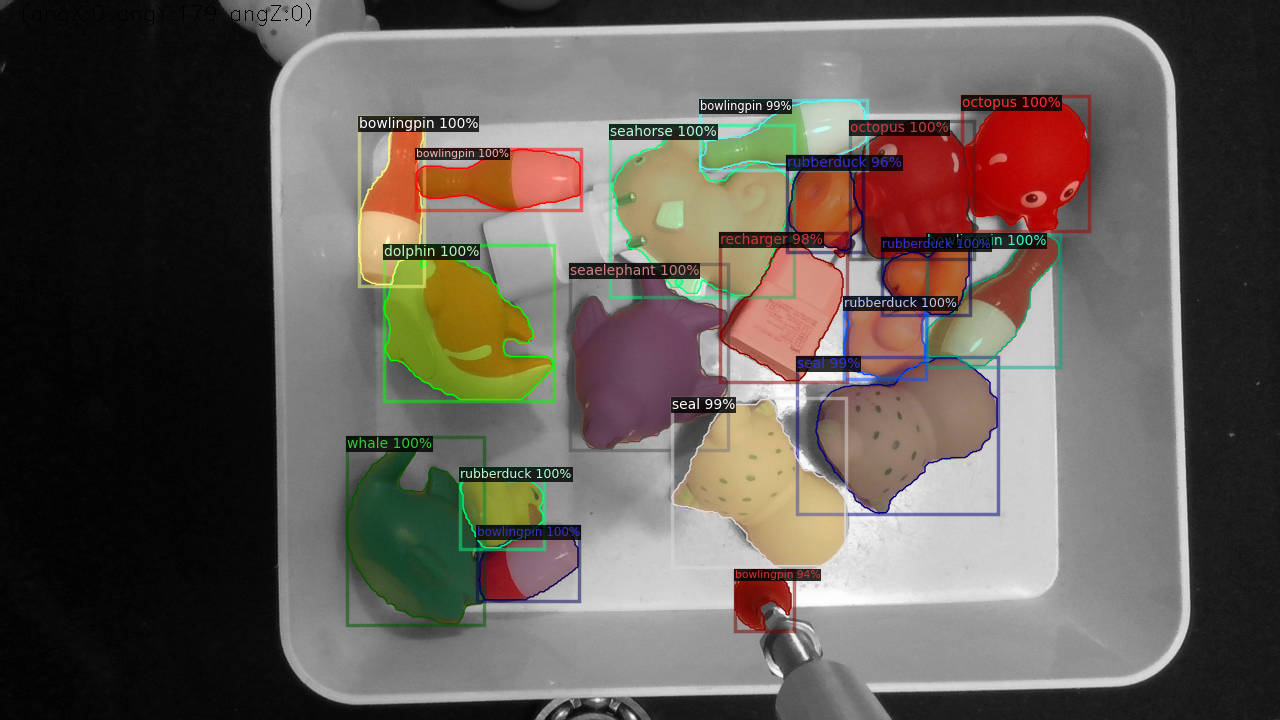 (angX:0 angY:179 angZ:0)
octopus 100%
bowlingpin 99%
bowlingpin 100%
octopus 100%
seahorse 100%
bowlingpin 100%
rubberduck 96%
recharger 98%
bowlingpin 100%
rubberduck 100%
dolphin 100%
seaelephant 100%
rubberduck 100%
seal 99%
seal 99%
whale 100%
rubberduck 100%
bowlingpin 100%
bowlingpin 94%